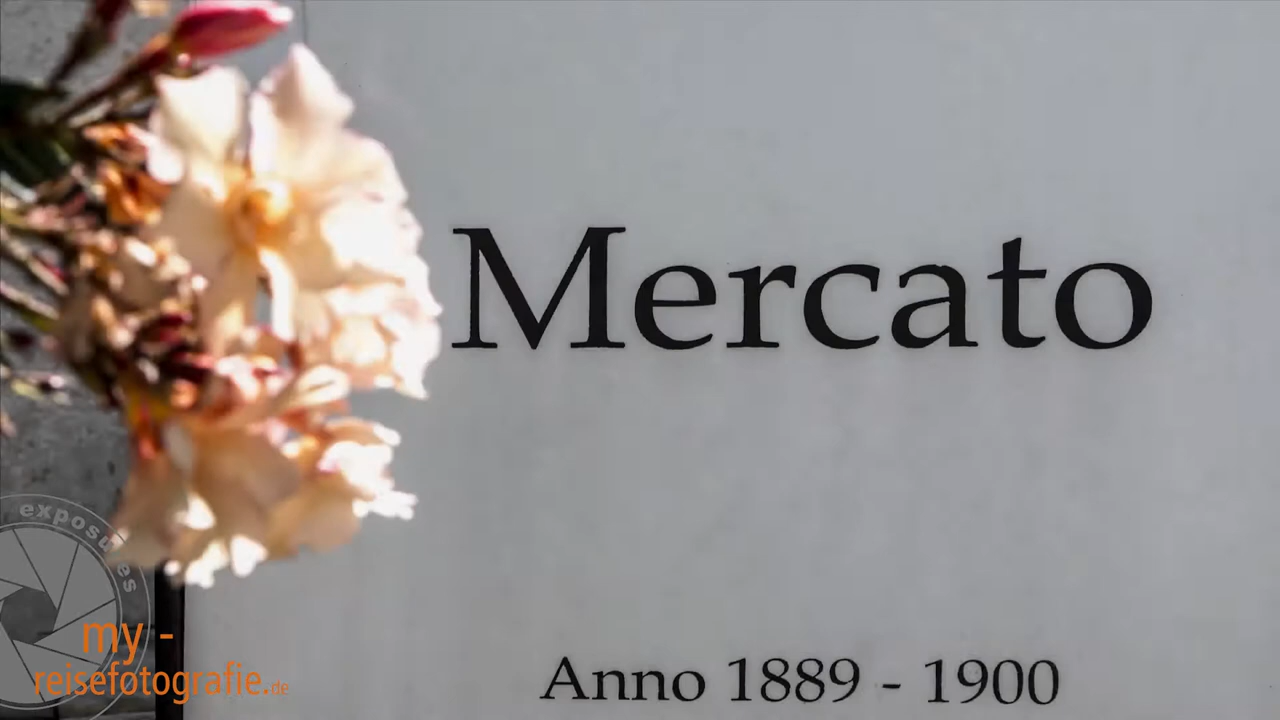 Mercato
Anno 1889 - 1900
exposures
my -
reisefotografie.de